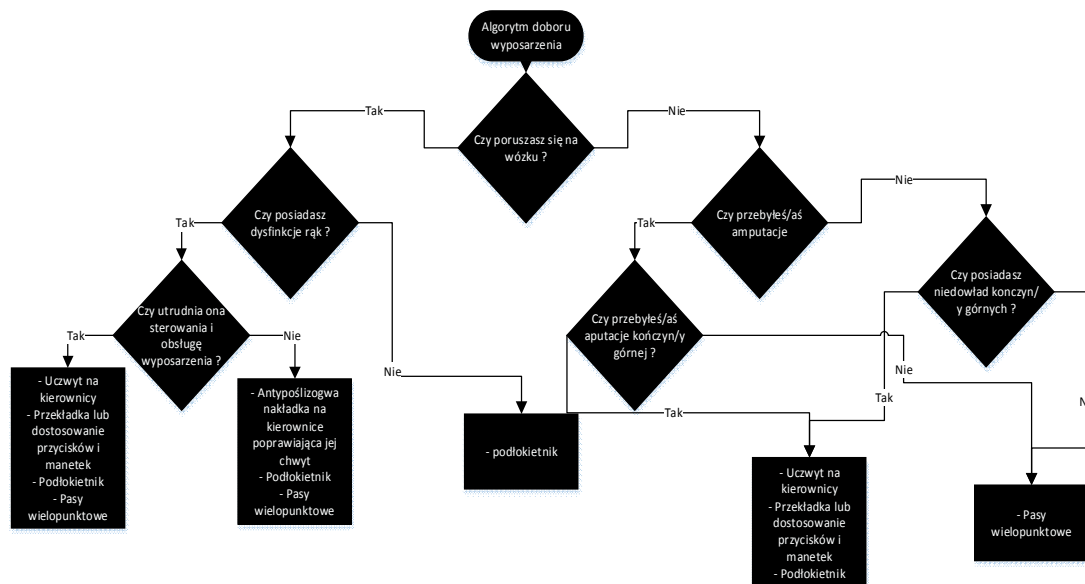 Algorytm doboru
wyposarzenia
Tak
Nie
Czy poruszasz się na
wózku ?
Nie
Czy posiadasz
dysfinkcje rąk ?
Tak
Tak
Czy przebyłeś/aś
amputacje
Czy posiadasz
niedowład konczyn/
y górnych ?
Czy utrudnia ona
sterowania i
obsługę
wyposarzenia ?
Czy przebyłeś/aś
aputacje kończyn/y
górnej ?
Tak
Nie
Nie
Nie
Tak
Tak
N
- Uczwyt na
kierownicy
- Przekładka lub
dostosowanie
przycisków i
manetek
- Podłokietnik
- Pasy
wielopunktowe
- Antypoślizogwa
nakładka na
kierownice
poprawiająca jej
chwyt
- Podłokietnik
- Pasy
wielopunktowe
- podłokietnik
- Uczwyt na
kierownicy
- Przekładka lub
dostosowanie
przycisków i
manetek
- Podłokietnik
- Pasy
wielopunktowe